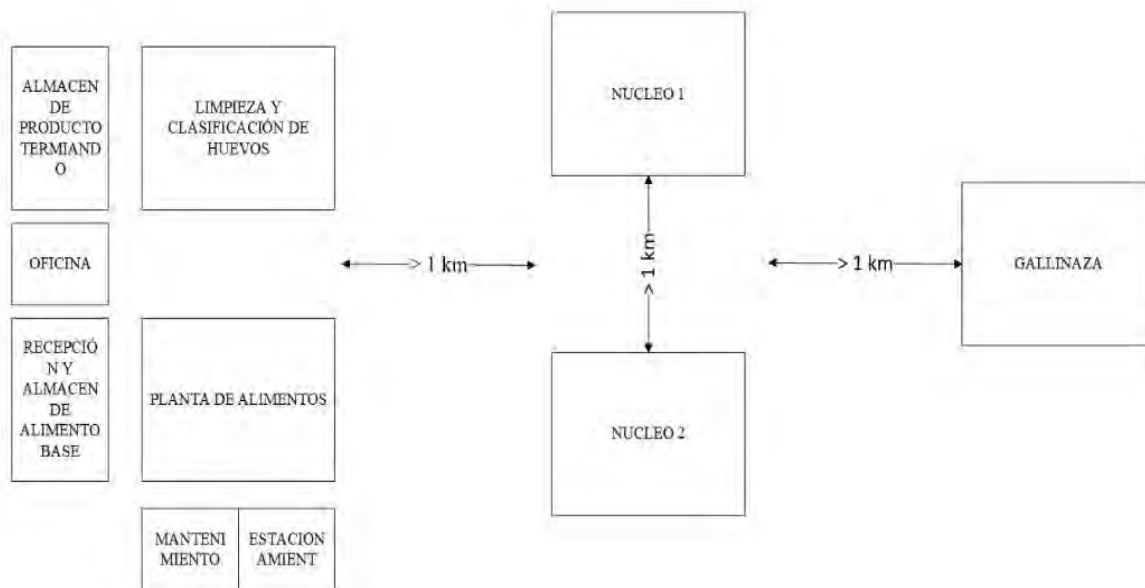 ALMACEN
DE
PRODUCTO
TERMIAND
O
LIMPIEZA Y
CLASIFICACIÓN DE
HUEVOS
NUCLEO 1
OFICINA
> 1 km
> 1 km
> 1 km
GALLINAZA
RECEPCIÓ
N Y
ALMACEN
DE
ALIMENTO
BASE
PLANTA DE ALIMENTOS
NUCLEO 2
MANTENI
MIENTO
ESTACION
AMIENT